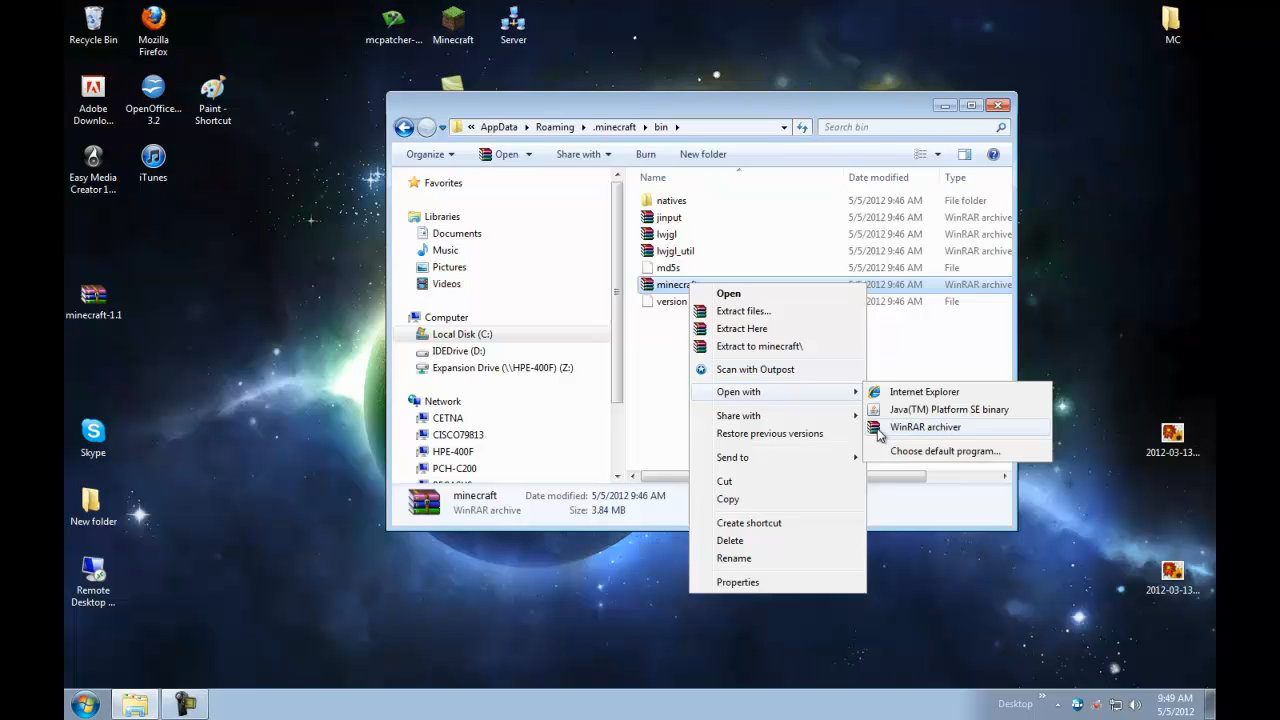 Recycle Bin
Mozilla
Firefox
mcpatcher-...
Minecraft
Server
MC
Adobe
Downlo...
OpenOffice...
3.2
Paint -
Shortcut
Easy Media
Creator 1...
iTunes
minecraft-1.1
Skype
New folder
Remote
Desktop ...
2012-03-13...
2012-03-13...
« AppData Roaming .minecraft bin
Search bin
Organize Open Share with Burn New folder
Name Date modified Type
Favorites
Libraries
Documents
Music
Pictures
Videos
Computer
Local Disk (C:)
IDEDrive (D:)
Expansion Drive (\\HPE-400F) (Z:)
Network
CETNA
CISCO79813
HPE-400F
PCH-C200
natives 5/5/2012 9:46 AM File folder
jinput 5/5/2012 9:46 AM WinRAR archive
lwjgl 5/5/2012 9:46 AM WinRAR archive
lwjgl_util 5/5/2012 9:46 AM WinRAR archive
md5s 5/5/2012 9:46 AM File
5/5/2012 9:46 AM WinRAR archive
version 5/5/2012 9:46 AM File
Open
Extract files...
Extract Here
Extract to minecraft\
Scan with Outpost
Open with
Share with
Restore previous versions
Send to
Cut
Copy
Create shortcut
Delete
Rename
Properties
Internet Explorer
Java(TM) Platform SE binary
WinRAR archiver
Choose default program...
minecraft Date modified: 5/5/2012 9:46 AM
WinRAR archive Size: 3.84 MB
Desktop »
9:49 AM
5/5/2012